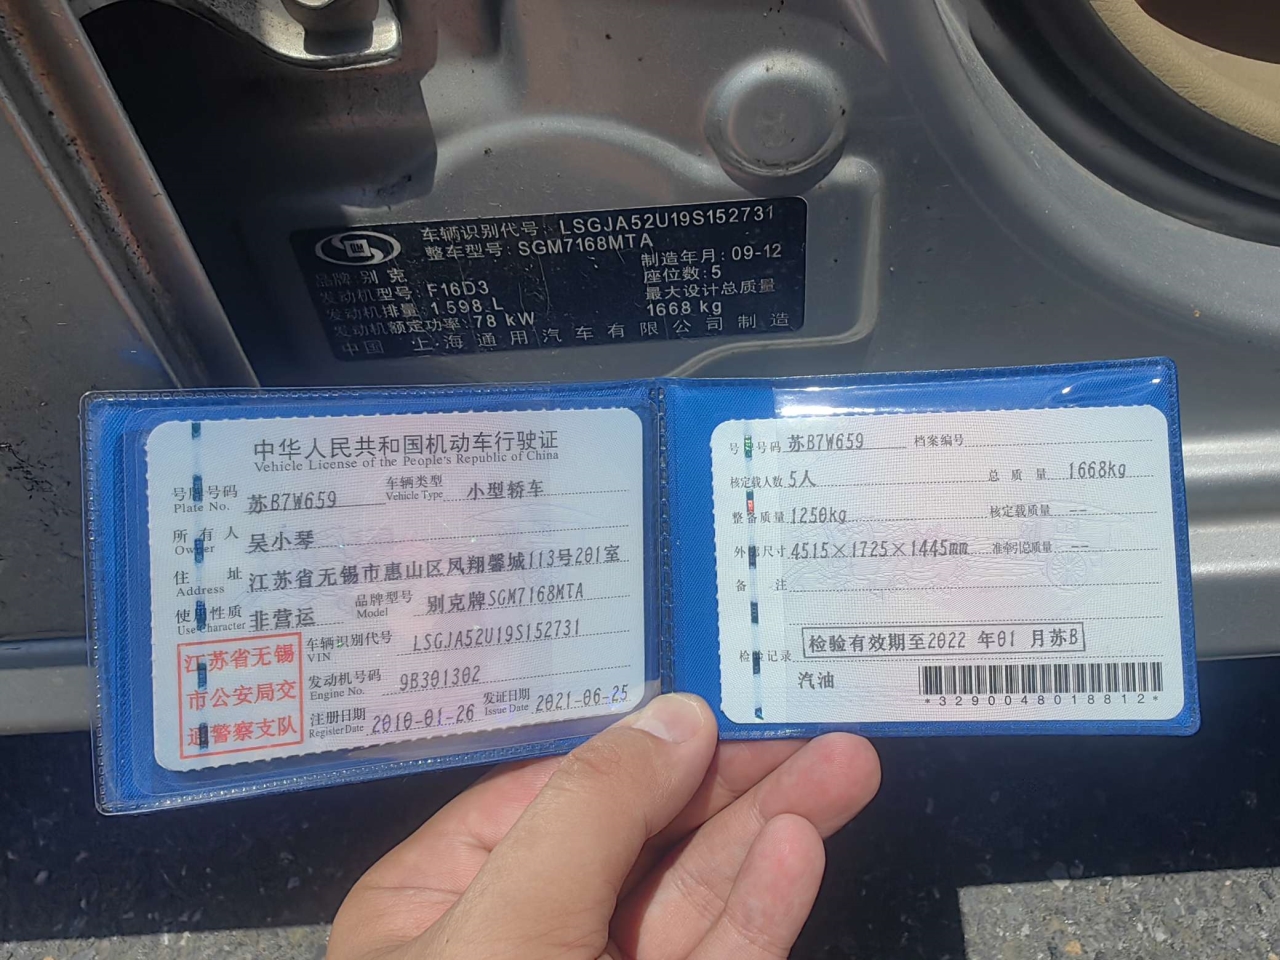 GM
车辆识别代号: LSGJA52U19S152731
整车型号: SGM7168MTA
品牌 别 克 制造年月: 09-12
发动机型号: F16D3 座位数: 5
发动机排量: 1.598 L 最大设计总质量
发动机额定功率: 78 kW 1668 kg
中国 上海通用汽车有限公司制造
中华人民共和国机动车行驶证
Vehicle License of the People's Republic of China
号牌号码 苏B7W659 车辆类型 小型轿车
Plate No. Vehicle Type
所有人 吴小琴
Owner
住址 江苏省无锡市惠山区凤翔馨城113号201室
Address
使用性质 非营运 品牌型号 别克牌SGM7168MTA
Use Character Model
江苏省无锡
市公安局交
通警察支队
车辆识别代号 LSGJA52U19S152731
VIN
发动机号码 9B301302
Engine No.
注册日期 2010-01-26 发证日期 2021-06-25
Register Date Issue Date
号牌号码 苏B7W659 档案编号
核定载人数 5人 总质量 1668kg
整备质量 1250kg 核定载质量 --
外廓尺寸 4515×1725×1445mm 准牵引总质量 --
备注
检验有效期至2022 年01 月苏B
检验记录
汽油
*3290048018812*